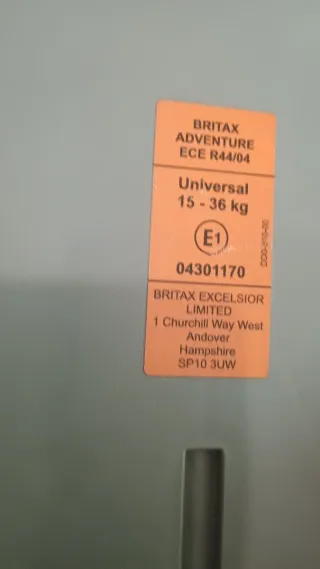 BRITAX
ADVENTURE
ECE R44/04
Universal
15 - 36 kg
E1
04301170
BRITAX EXCELSIOR
LIMITED
1 Churchill Way West
Andover
Hampshire
SP10 3UW